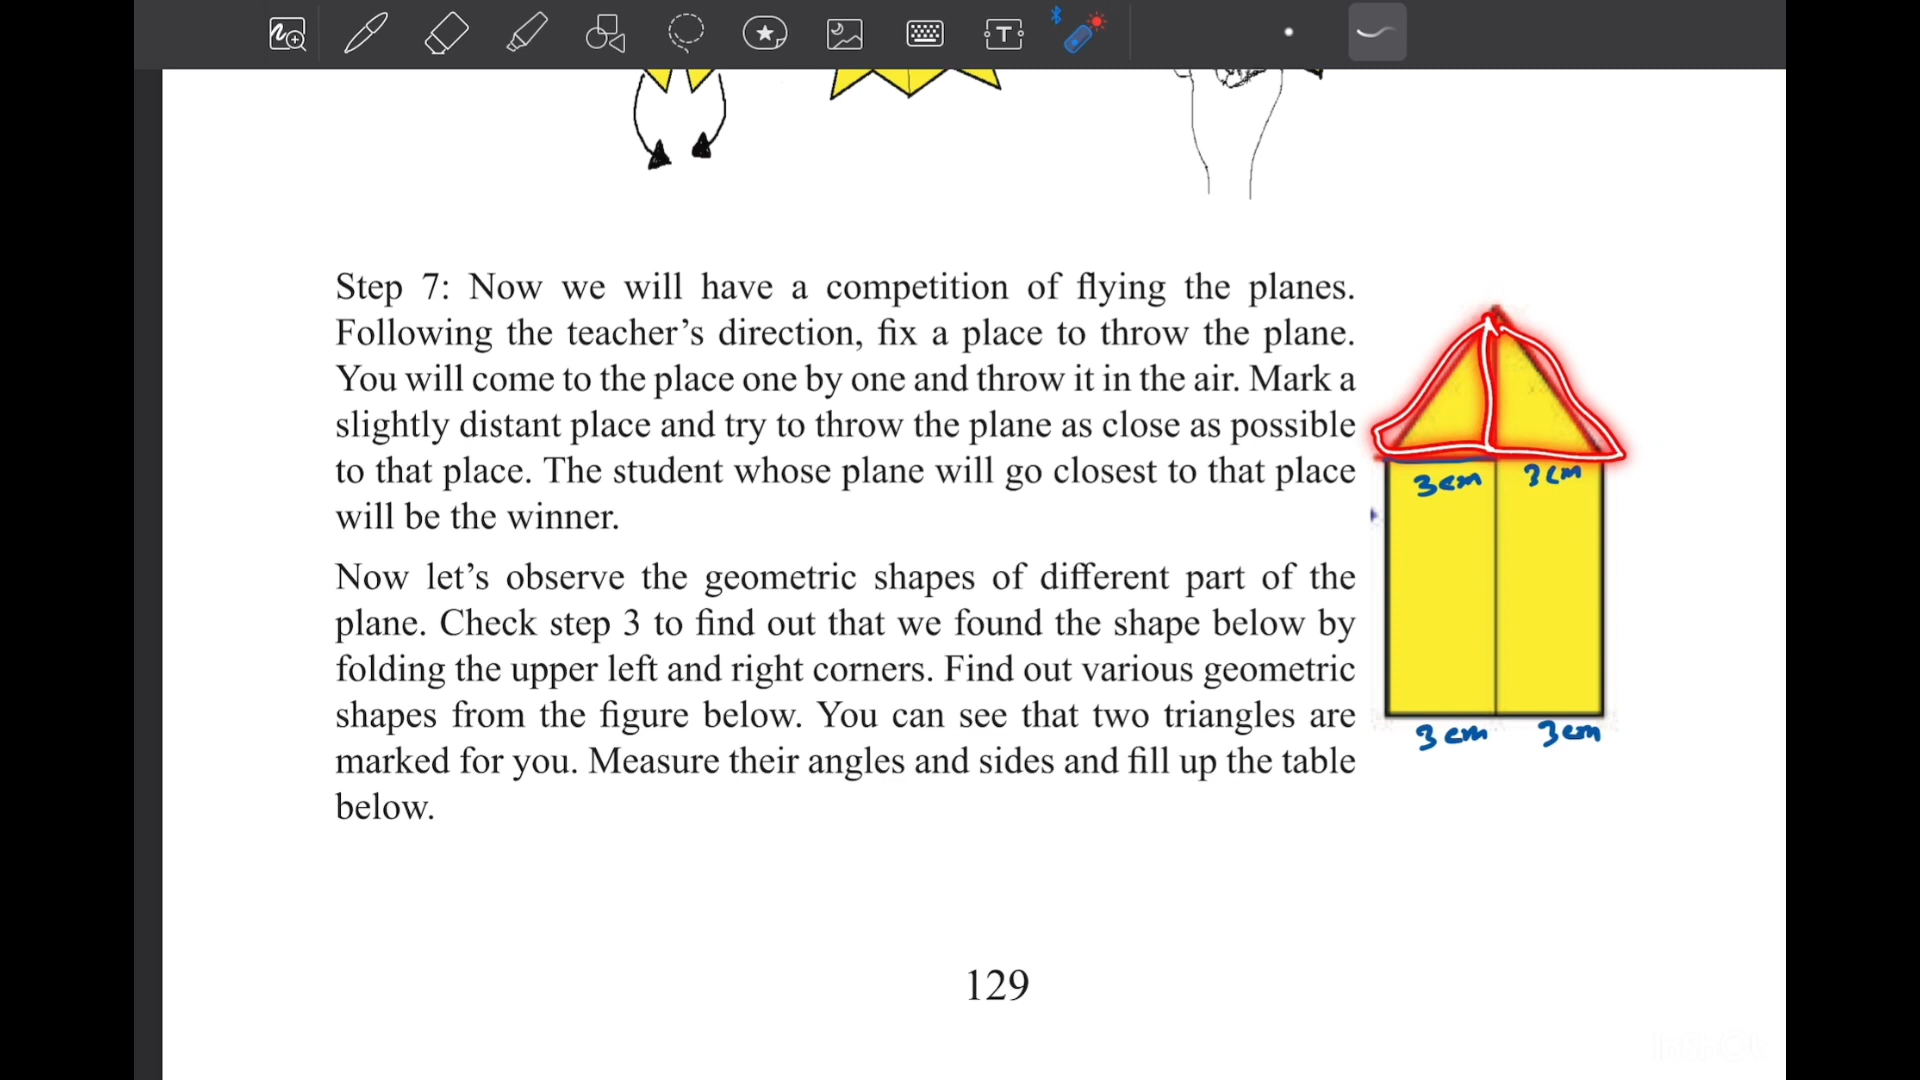 Step 7: Now we will have a competition of flying the planes.
Following the teacher’s direction, fix a place to throw the plane.
You will come to the place one by one and throw it in the air. Mark a
slightly distant place and try to throw the plane as close as possible
to that place. The student whose plane will go closest to that place
will be the winner.
3cm 3cm
Now let’s observe the geometric shapes of different part of the
plane. Check step 3 to find out that we found the shape below by
folding the upper left and right corners. Find out various geometric
shapes from the figure below. You can see that two triangles are
marked for you. Measure their angles and sides and fill up the table
below.
3cm 3cm
129